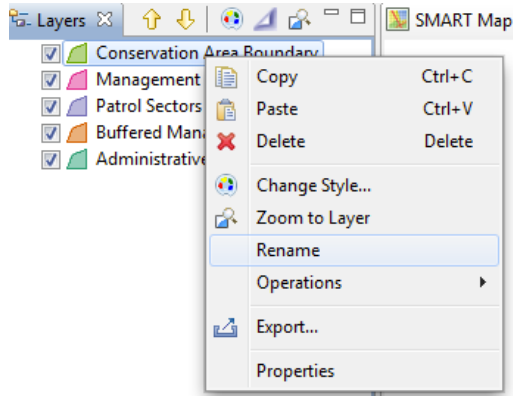 Layers
SMART Map
Conservation Area Boundary
Management
Patrol Sectors
Buffered Mana
Administrative
Copy Ctrl+C
Paste Ctrl+V
Delete Delete
Change Style...
Zoom to Layer
Rename
Operations
Export...
Properties